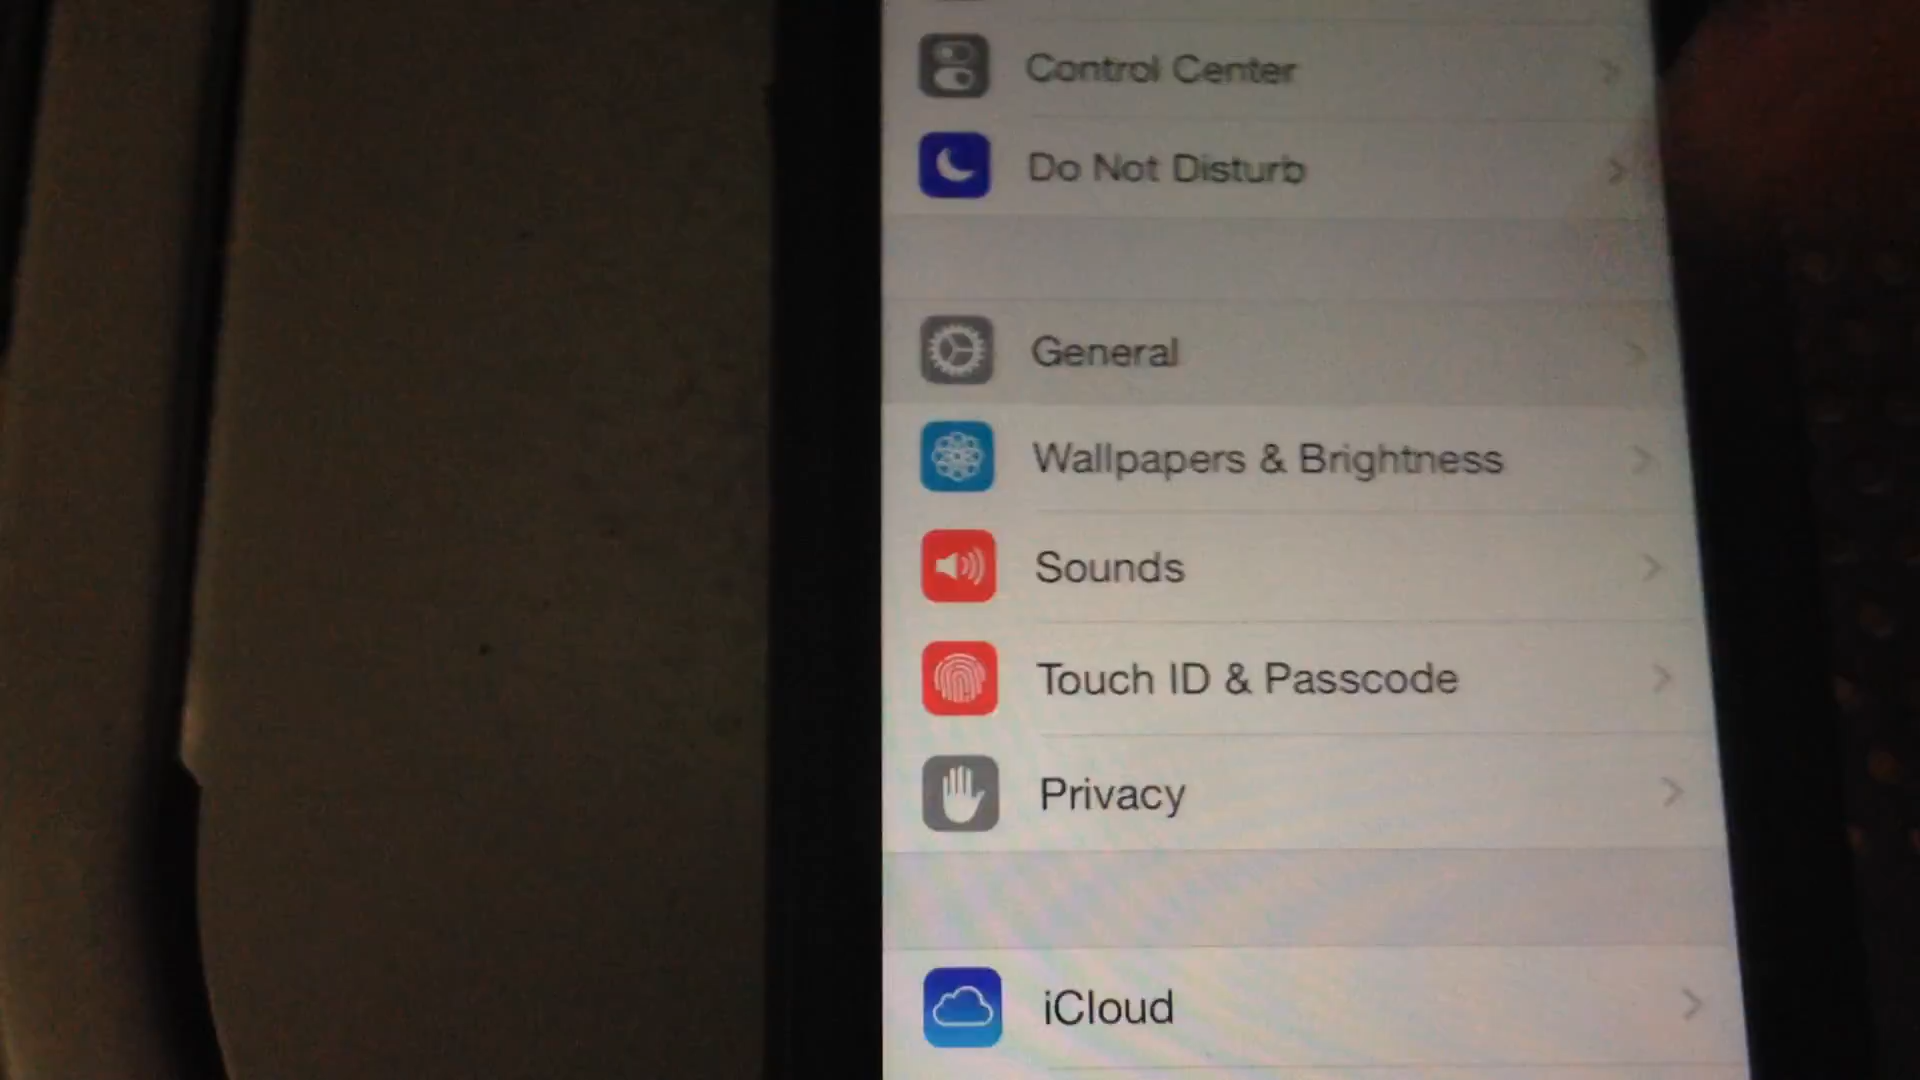 Control Center
Do Not Disturb
General
Wallpapers & Brightness
Sounds
Touch ID & Passcode
Privacy
iCloud